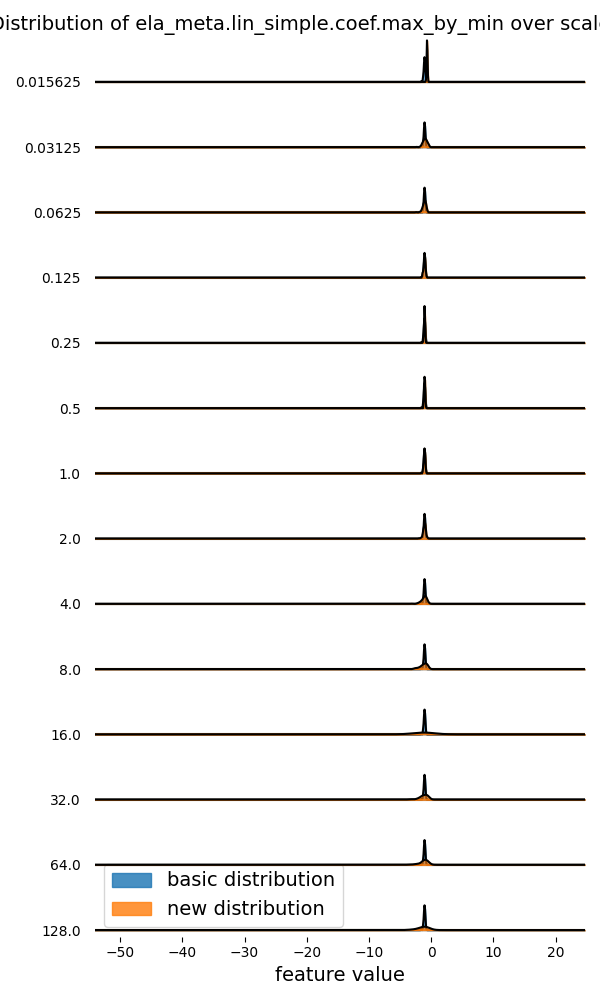 istribution of ela_meta.lin_simple.coef.max_by_min over scal
0.015625
0.03125
0.0625
0.125
0.25
0.5
1.0
2.0
4.0
8.0
16.0
32.0
64.0
basic distribution
new distribution
128.0
−50 −40 −30 −20 −10 0 10 20
feature value